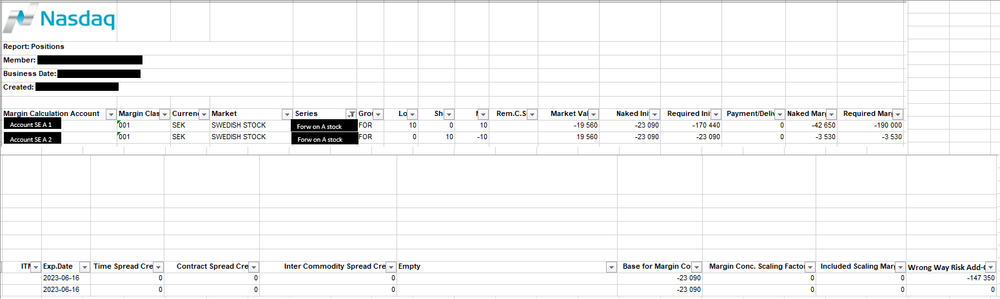 Nasdaq
Report: Positions
Member:
Business Date:
Created:
Margin Calculation Account Margin Clas Currenc Market Series Grou Lo Sh N Rem.C.S Market Val Naked Init Required Init Payment/Deliv Naked Marg Required Marg
Account SE A 1 001 SEK SWEDISH STOCK Forw on A stock FOR 10 0 10 -19 560 -23 090 -170 440 0 -42 650 -190 000
Account SE A 2 001 SEK SWEDISH STOCK Forw on A stock FOR 0 10 -10 19 560 -23 090 -23 090 0 -3 530 -3 530
ITM Exp.Date Time Spread Cre Contract Spread Cre Inter Commodity Spread Cre Empty Base for Margin Co Margin Conc. Scaling Facto Included Scaling Marg Wrong Way Risk Add-
2023-06-16 0 0 0 -23 090 0 0 -147 350
2023-06-16 0 0 0 -23 090 0 0 0